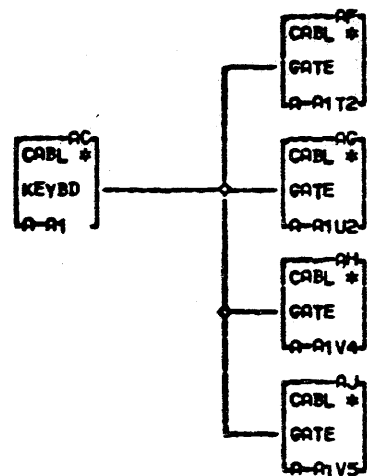 AF
CABL *
GATE
A-A1T2
AC
CABL *
KEYBD
A-A1
AG
CABL *
GATE
A-A1U2
AH
CABL *
GATE
A-A1V4
AJ
CABL *
GATE
A-A1V5